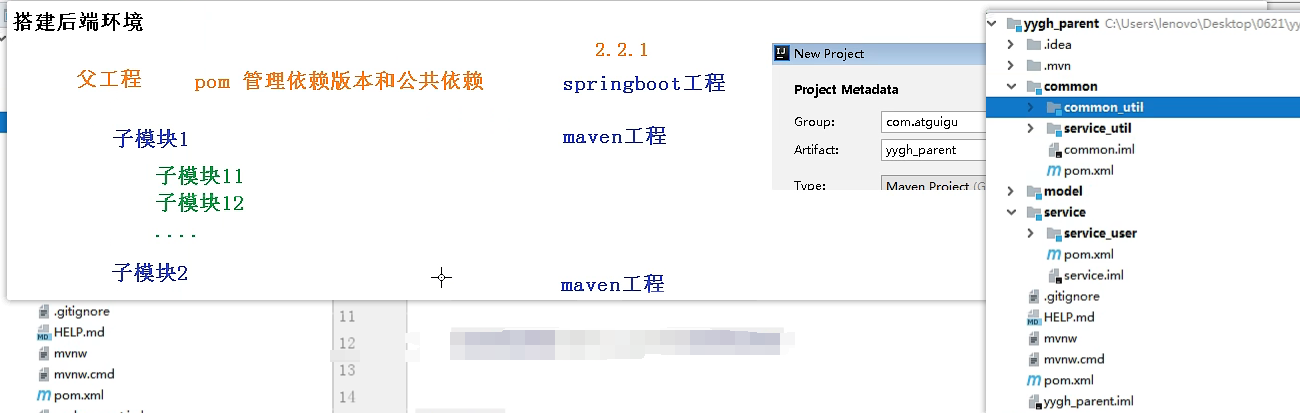 搭建后端环境
2.2.1
父工程
pom 管理依赖版本和公共依赖
springboot工程
子模块1
maven工程
子模块11
子模块12
....
子模块2
maven工程
New Project
Project Metadata
Group:
com.atguigu
Artifact:
yygh_parent
Type:
Maven Project (G
yygh_parent C:\Users\lenovo\Desktop\0621\yy
.idea
.mvn
common
common_util
service_util
common.iml
pom.xml
model
service
service_user
pom.xml
service.iml
.gitignore
HELP.md
mvnw
mvnw.cmd
pom.xml
yygh_parent.iml
.gitignore
HELP.md
mvnw
mvnw.cmd
pom.xml
11
12
13
14